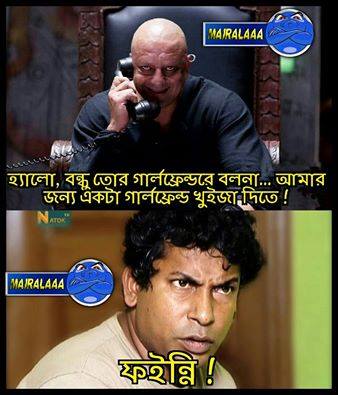 MAJRALAAA
হ্যালো, বন্ধু তোর গার্লফ্রেন্ডরে বলনা... আমার
জন্য একটা গার্লফ্রেন্ড খুইজা দিতে !
NATOK
MAJRALAAA
ফইন্নি !